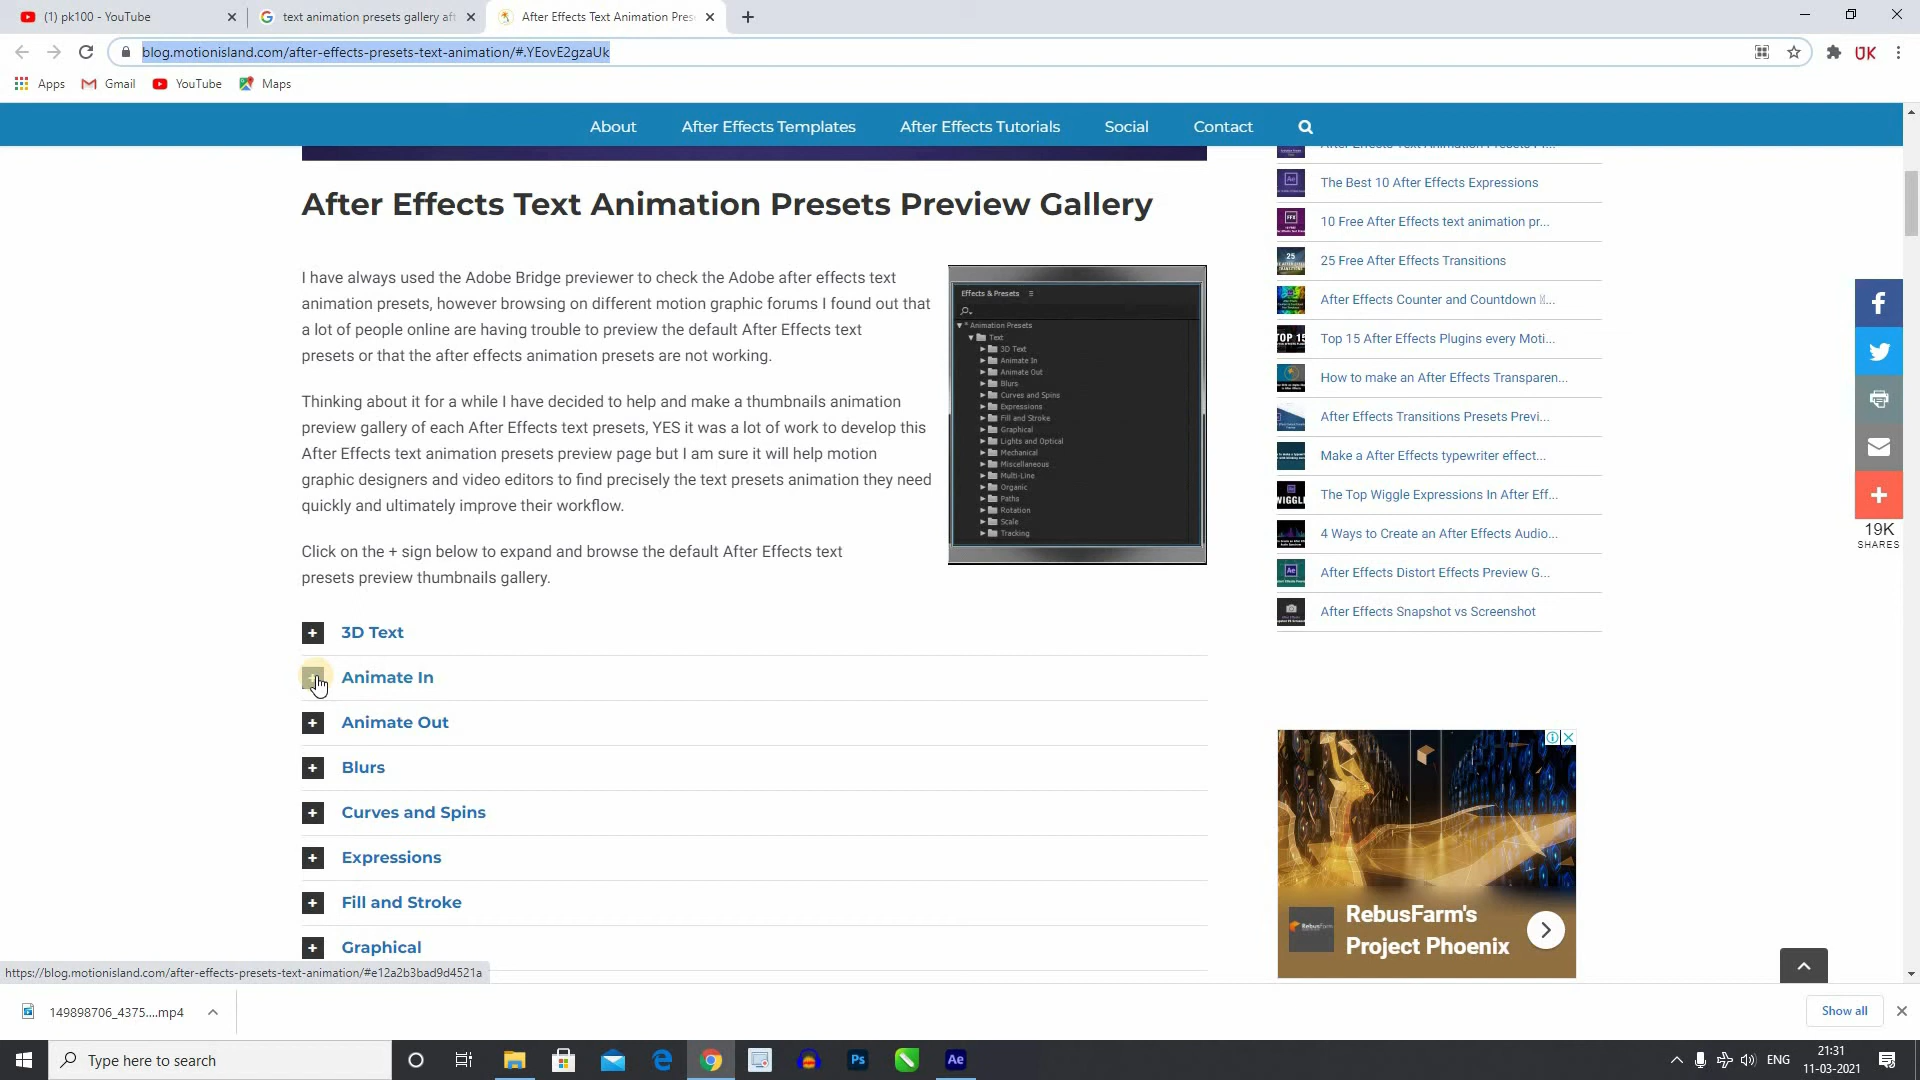 (1) pk100 - YouTube
text animation presets gallery aft
After Effects Text Animation Pres
blog.motionisland.com/after-effects-presets-text-animation/#.YEovE2gzaUk
Apps
Gmail
YouTube
Maps
About
After Effects Templates
After Effects Tutorials
Social
Contact
After Effects Text Animation Presets Preview Gallery
I have always used the Adobe Bridge previewer to check the Adobe after effects text
animation presets, however browsing on different motion graphic forums I found out that
a lot of people online are having trouble to preview the default After Effects text
presets or that the after effects animation presets are not working.
Thinking about it for a while I have decided to help and make a thumbnails animation
preview gallery of each After Effects text presets, YES it was a lot of work to develop this
After Effects text animation presets preview page but I am sure it will help motion
graphic designers and video editors to find precisely the text presets animation they need
quickly and ultimately improve their workflow.
Click on the + sign below to expand and browse the default After Effects text
presets preview thumbnails gallery.
Effects & Presets
* Animation Presets
Text
3D Text
Animate In
Animate Out
Blurs
Curves and Spins
Expressions
Fill and Stroke
Graphical
Lights and Optical
Mechanical
Miscellaneous
Multi-Line
Organic
Paths
Rotation
Scale
Tracking
+ 3D Text
+ Animate In
+ Animate Out
+ Blurs
+ Curves and Spins
+ Expressions
+ Fill and Stroke
+ Graphical
After Effects Text Animation Presets Pr...
The Best 10 After Effects Expressions
10 Free After Effects text animation pr...
25 Free After Effects Transitions
After Effects Counter and Countdown ...
Top 15 After Effects Plugins every Moti...
How to make an After Effects Transparen...
After Effects Transitions Presets Previ...
Make a After Effects typewriter effect...
The Top Wiggle Expressions In After Eff...
4 Ways to Create an After Effects Audio...
After Effects Distort Effects Preview G...
After Effects Snapshot vs Screenshot
19K
SHARES
RebusFarm's
Project Phoenix
https://blog.motionisland.com/after-effects-presets-text-animation/#e12a2b3bad9d4521a
149898706_4375....mp4
Show all
Type here to search
Ps
Ae
ENG
21:31
11-03-2021